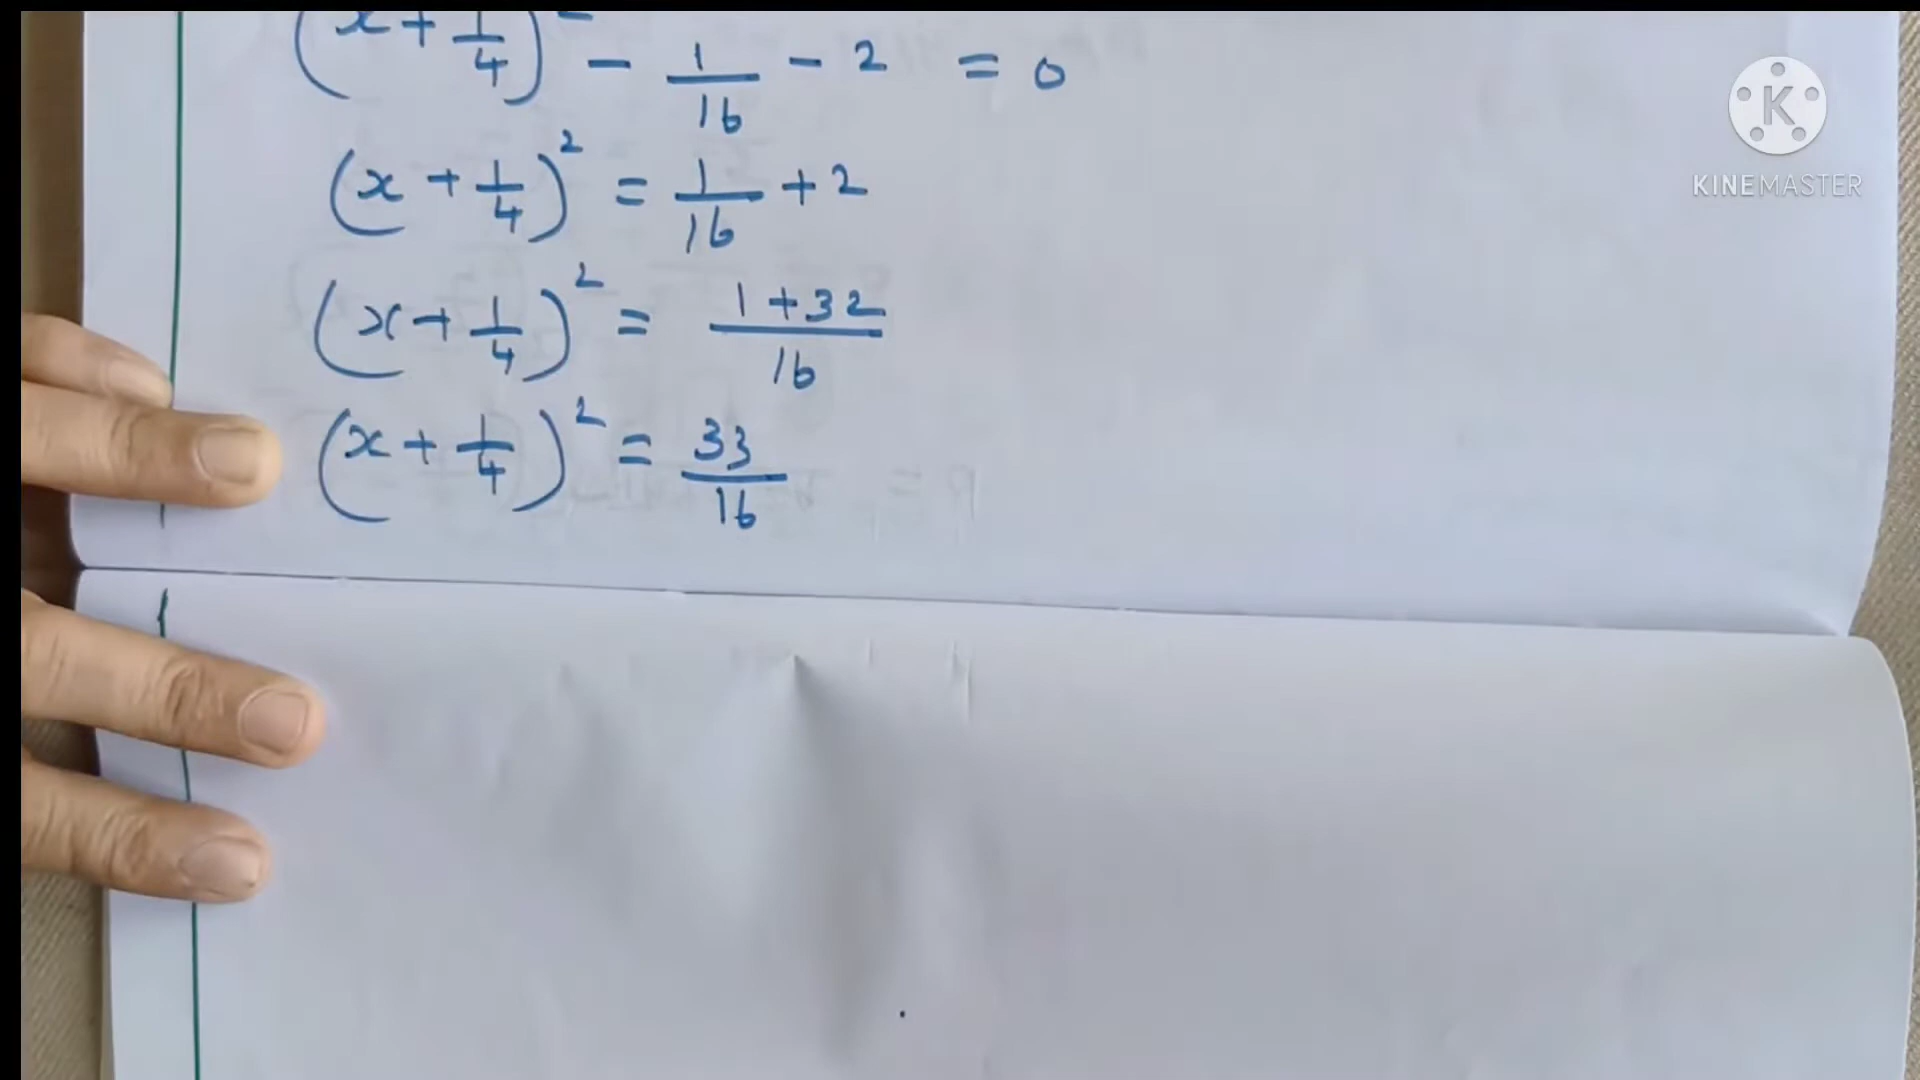 (x + 1/4)² - 1/16 - 2 = 0
(x + 1/4)² = 1/16 + 2
(x + 1/4)² = 1 + 32/16
(x + 1/4)² = 33/16
K
KINEMASTER